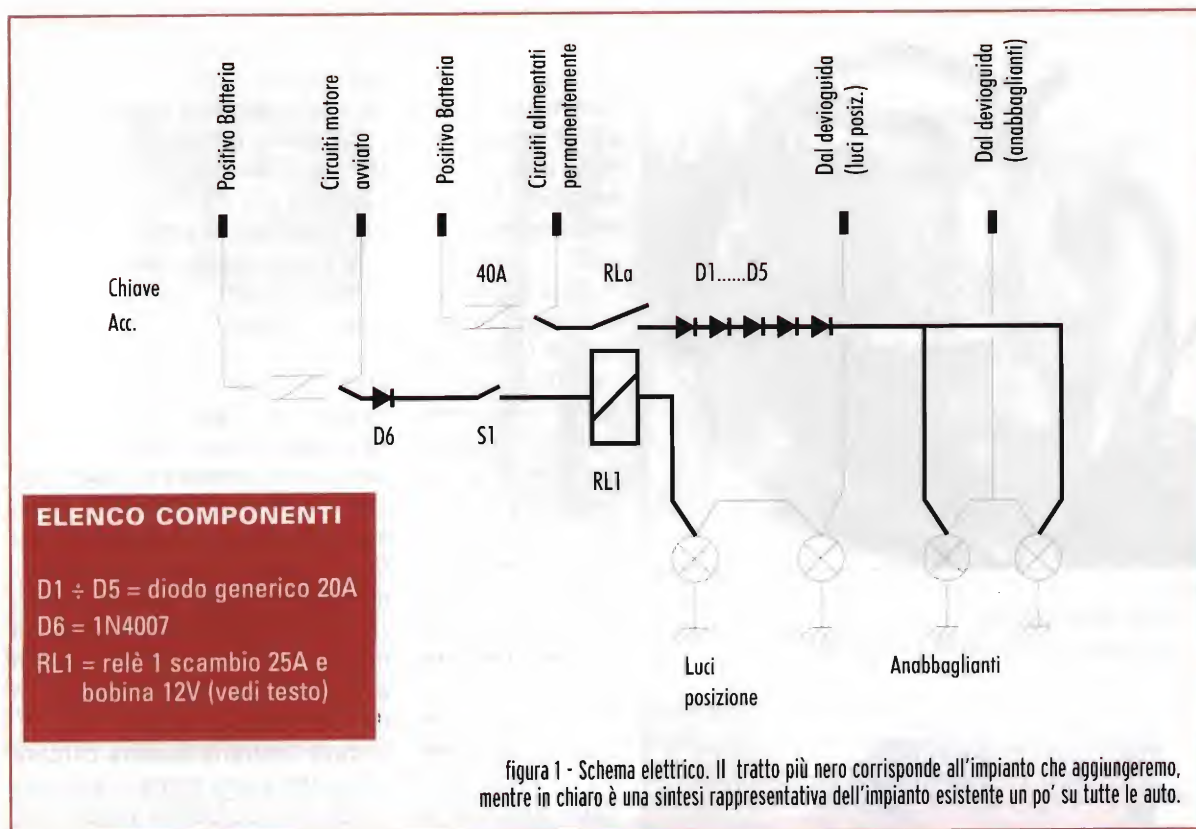 Positivo Batteria
Circuiti motore
avviato
Positivo Batteria
Circuiti alimentati
permanentemente
Dal devioguida
(luci posiz.)
Dal devioguida
(anabbaglianti)
Chiave
Acc.
40A
RLa
D1......D5
D6
S1
RL1
ELENCO COMPONENTI
D1 ÷ D5 = diodo generico 20A
D6 = 1N4007
RL1 = relè 1 scambio 25A e
bobina 12V (vedi testo)
Luci
posizione
Anabbaglianti
figura 1 - Schema elettrico. Il tratto più nero corrisponde all'impianto che aggiungeremo,
mentre in chiaro è una sintesi rappresentativa dell'impianto esistente un po' su tutte le auto.